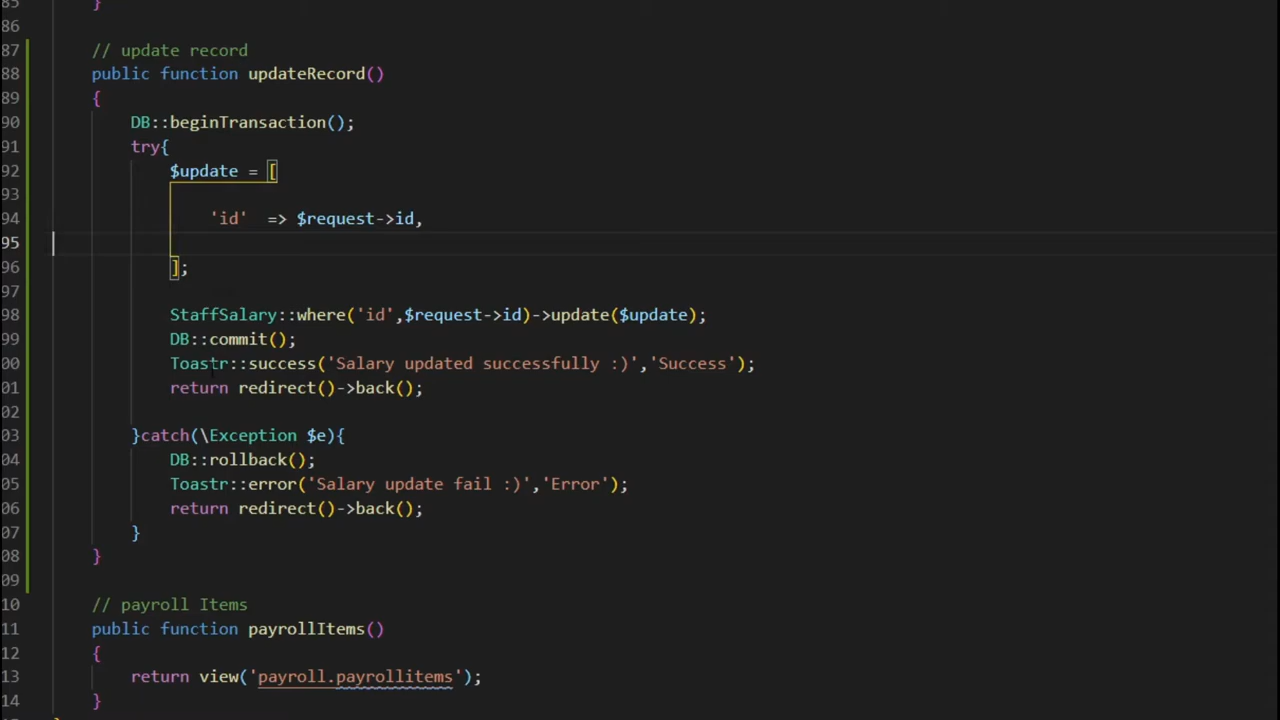 85 }
86
87 // update record
88 public function updateRecord()
89 {
90 DB::beginTransaction();
91 try{
92 $update = [
93
94 'id' => $request->id,
95
96 ];
97
98 StaffSalary::where('id',$request->id)->update($update);
99 DB::commit();
00 Toastr::success('Salary updated successfully :)','Success');
01 return redirect()->back();
02
03 }catch(\Exception $e){
04 DB::rollback();
05 Toastr::error('Salary update fail :)','Error');
06 return redirect()->back();
07 }
08 }
09
10 // payroll Items
11 public function payrollItems()
12 {
13 return view('payroll.payrollitems');
14 }